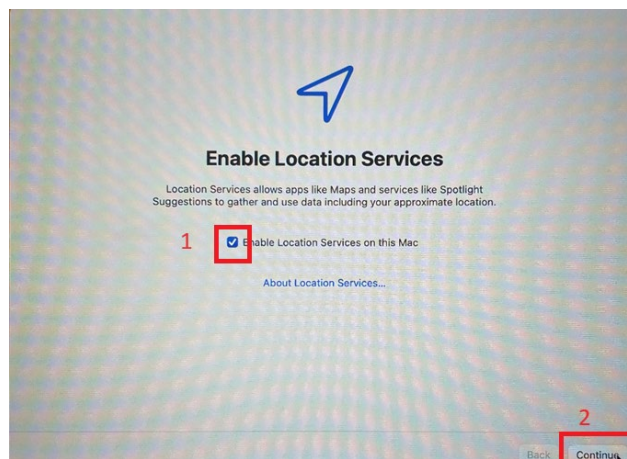 Enable Location Services
Location Services allows apps like Maps and services like Spotlight
Suggestions to gather and use data including your approximate location.
1
Enable Location Services on this Mac
About Location Services...
2
Back
Continue